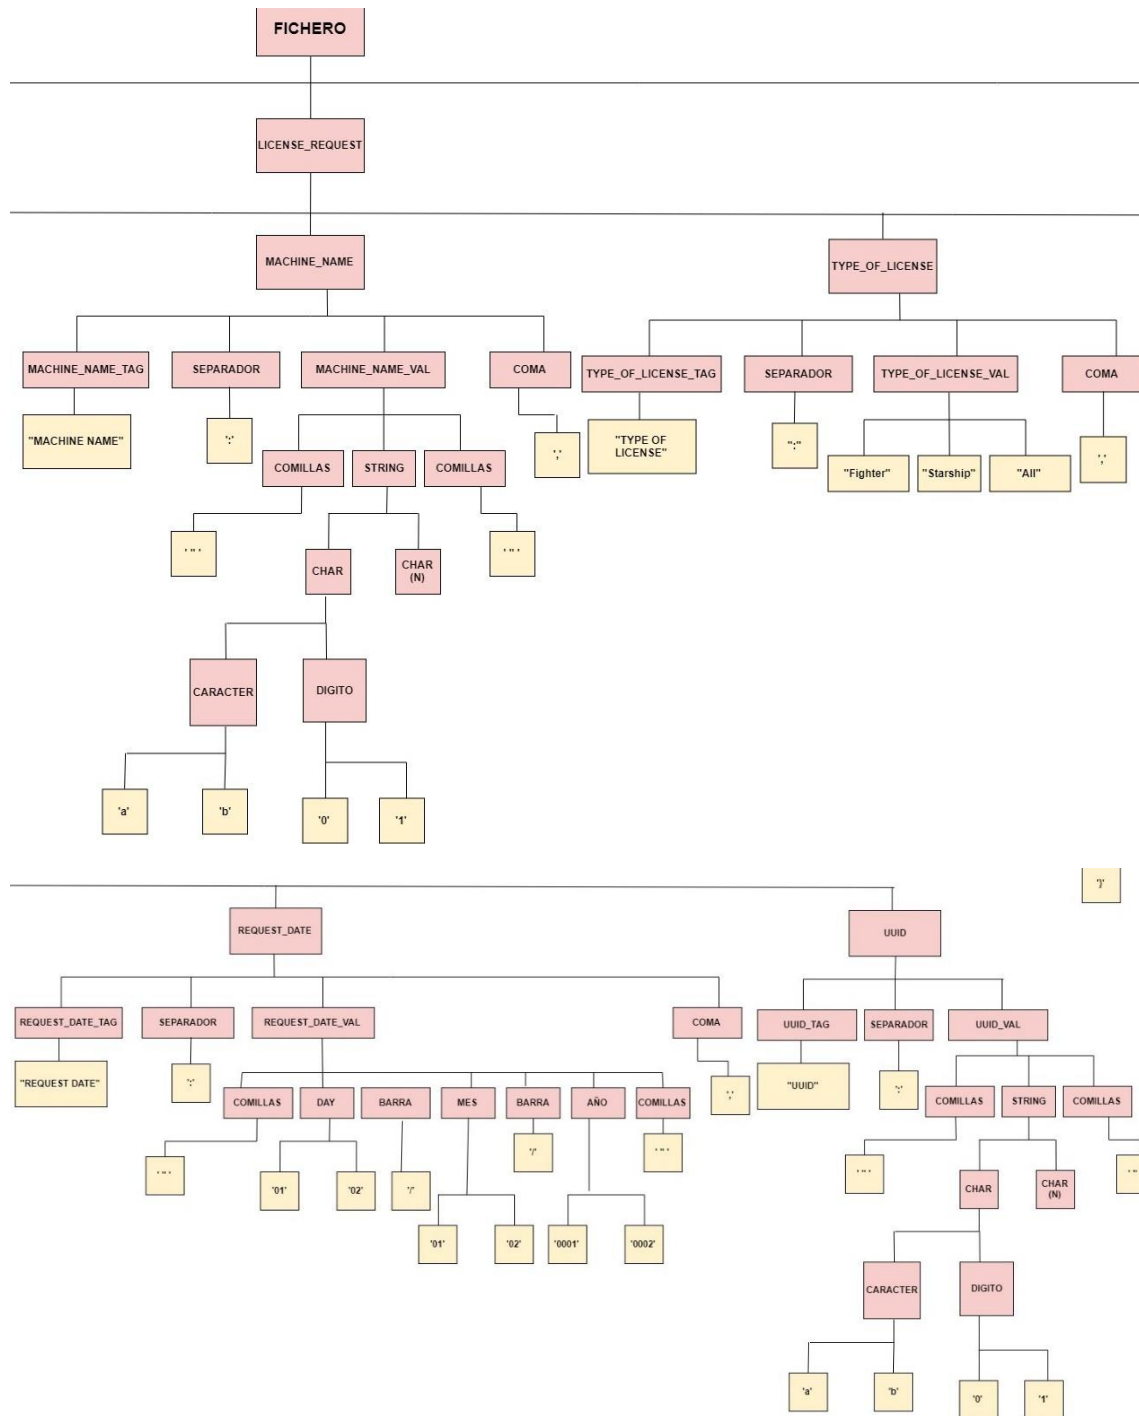 FICHERO
LICENSE_REQUEST
MACHINE_NAME
TYPE_OF_LICENSE
MACHINE_NAME_TAG
SEPARADOR
MACHINE_NAME_VAL
COMA
TYPE_OF_LICENSE_TAG
SEPARADOR
TYPE_OF_LICENSE_VAL
COMA
"MACHINE NAME"
':'
','
"TYPE OF
LICENSE"
":"
','
COMILLAS
STRING
COMILLAS
"Fighter"
"Starship"
"All"
' " '
' " '
CHAR
CHAR
(N)
CARACTER
DIGITO
'a'
'b'
'0'
'1'
'}'
REQUEST_DATE
UUID
REQUEST_DATE_TAG
SEPARADOR
REQUEST_DATE_VAL
COMA
UUID_TAG
SEPARADOR
UUID_VAL
"REQUEST DATE"
':'
','
"UUID"
':'
COMILLAS
DAY
BARRA
MES
BARRA
AÑO
COMILLAS
COMILLAS
STRING
COMILLAS
' " '
'01'
'02'
'/'
'/'
' " '
' " '
' "
'01'
'02'
'0001'
'0002'
CHAR
CHAR
(N)
CARACTER
DIGITO
'a'
'b'
'0'
'1'